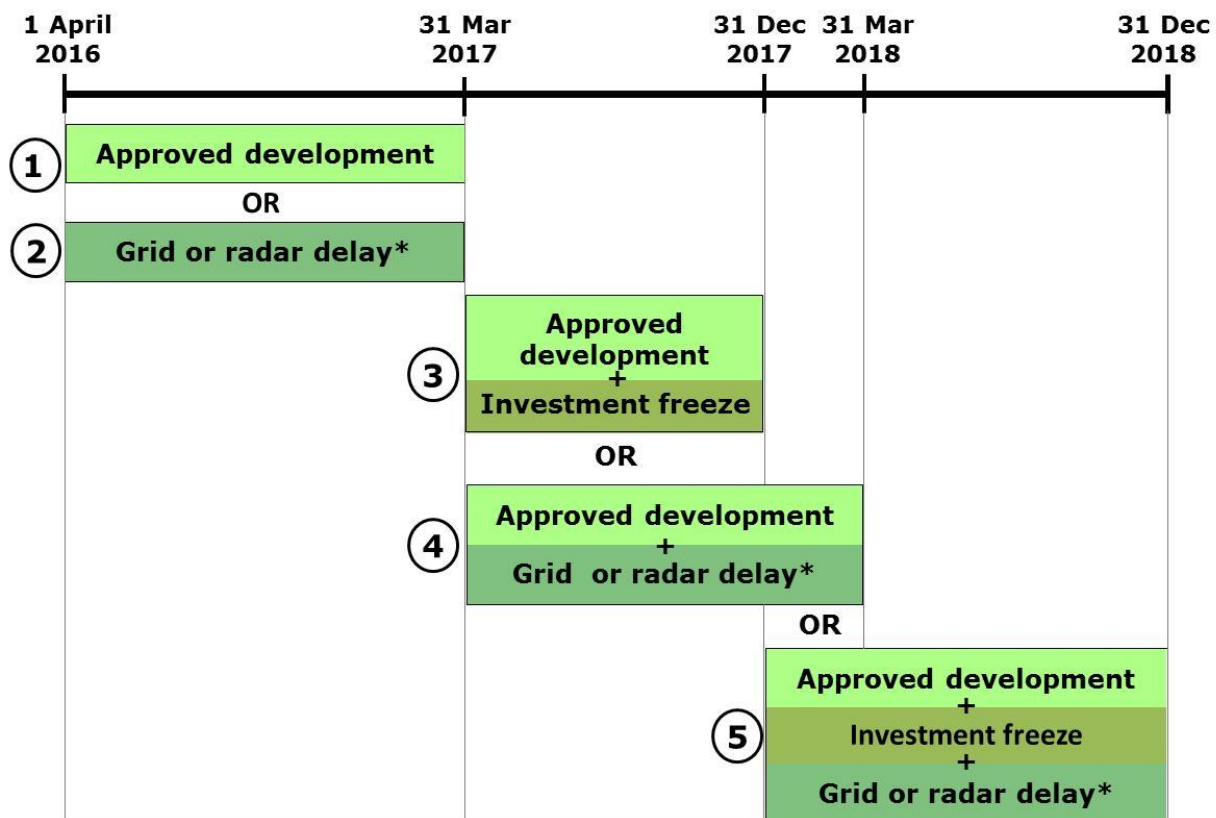 1 April
2016
31 Mar
2017
31 Dec
2017
31 Mar
2018
31 Dec
2018
1
Approved development
OR
2
Grid or radar delay*
3
Approved
development
+
Investment freeze
OR
4
Approved development
+
Grid or radar delay*
OR
5
Approved development
+
Investment freeze
+
Grid or radar delay*